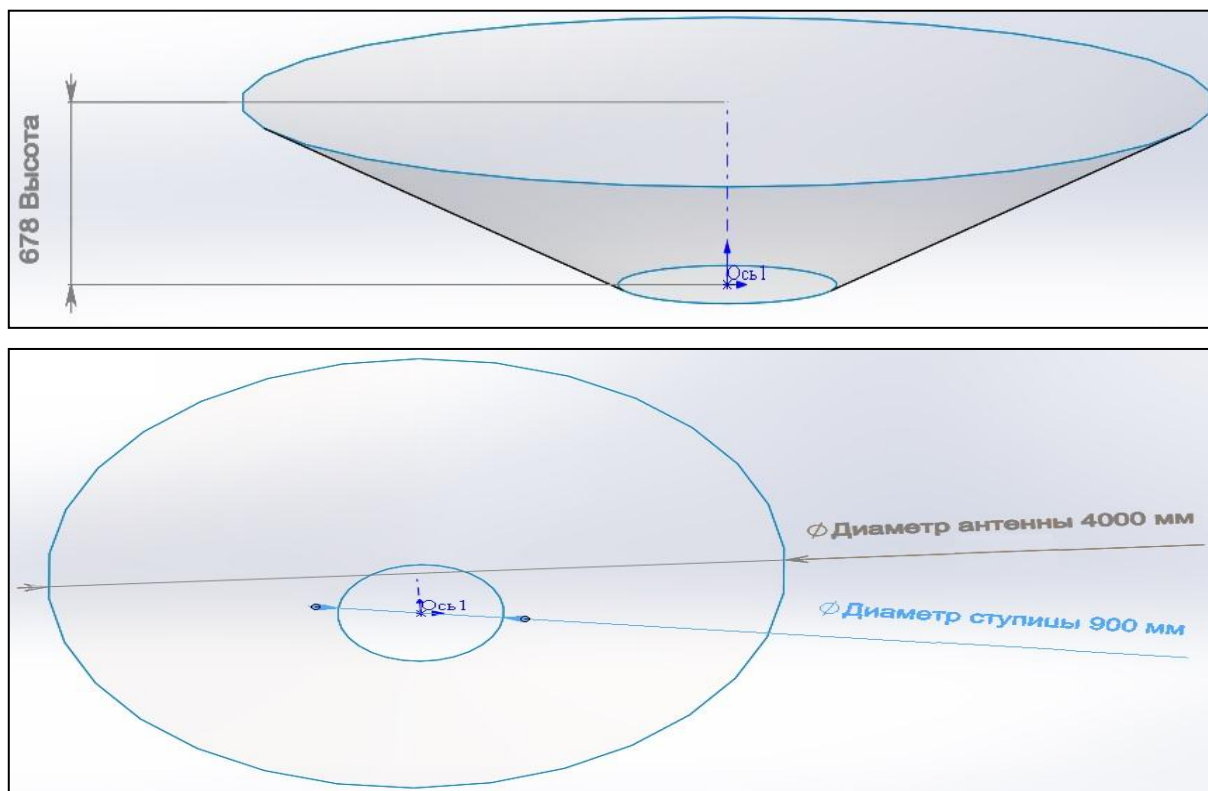 678 Высота
Ось1
⌀ Диаметр антенны 4000 мм
Ось1
⌀ Диаметр ступицы 900 мм